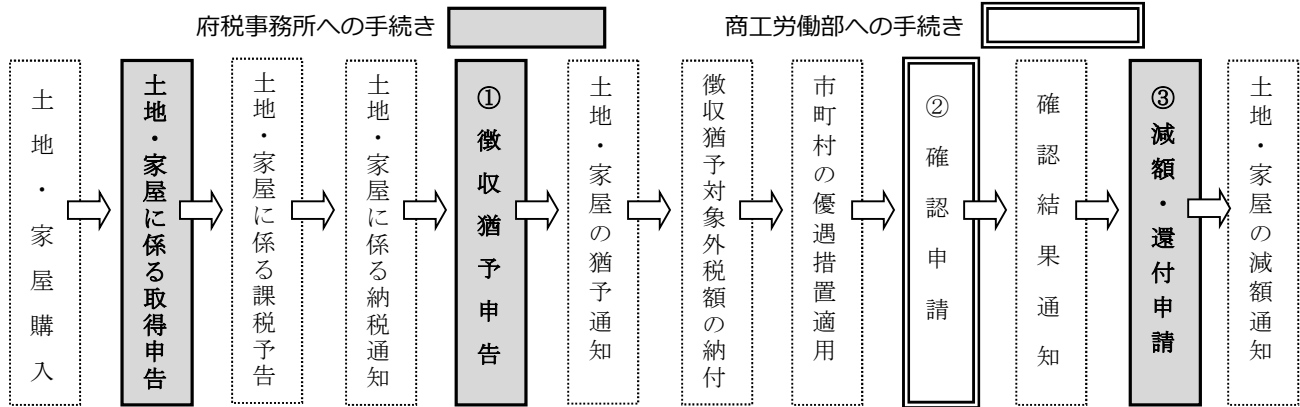 府税事務所への手続き
商工労働部への手続き
土地・家屋購入
土地・家屋に係る取得申告
土地・家屋に係る課税予告
土地・家屋に係る納税通知
①徴収猶予申告
土地・家屋の猶予通知
徴収猶予対象外税額の納付
市町村の優遇措置適用
②確認申請
確認結果通知
③減額・還付申請
土地・家屋の減額通知